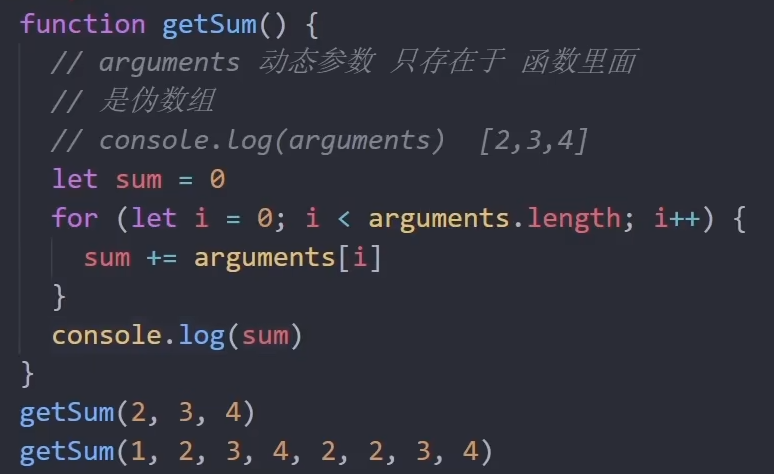 function getSum() {
// arguments 动态参数 只存在于 函数里面
// 是伪数组
// console.log(arguments) [2,3,4]
let sum = 0
for (let i = 0; i < arguments.length; i++) {
sum += arguments[i]
}
console.log(sum)
}
getSum(2, 3, 4)
getSum(1, 2, 3, 4, 2, 2, 3, 4)